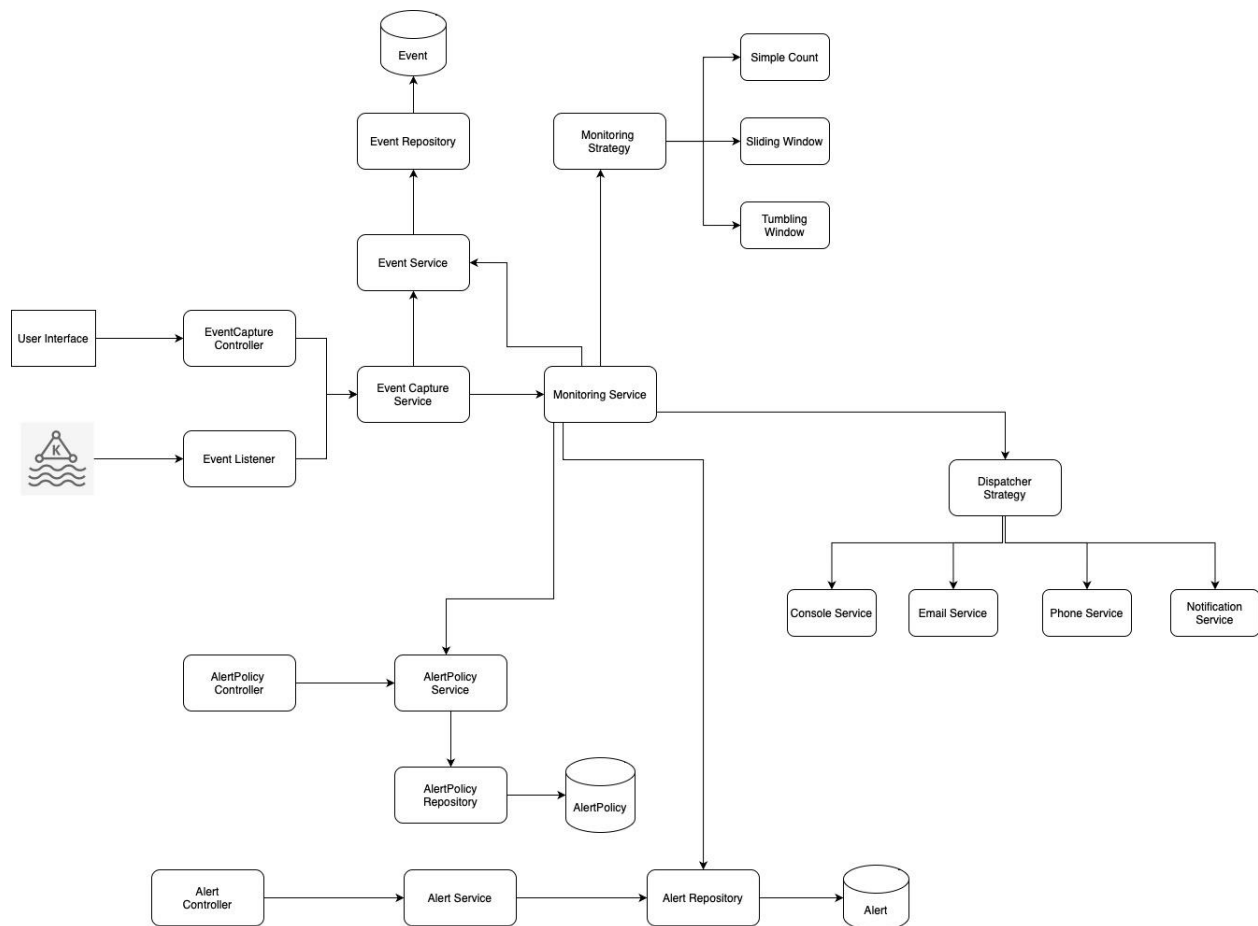 Event
Simple Count
Event Repository
Monitoring
Strategy
Sliding Window
Tumbling
Window
Event Service
User Interface
EventCapture
Controller
Event Capture
Service
Monitoring Service
K
Event Listener
Dispatcher
Strategy
Console Service
Email Service
Phone Service
Notification
Service
AlertPolicy
Controller
AlertPolicy
Service
AlertPolicy
Repository
AlertPolicy
Alert
Controller
Alert Service
Alert Repository
Alert